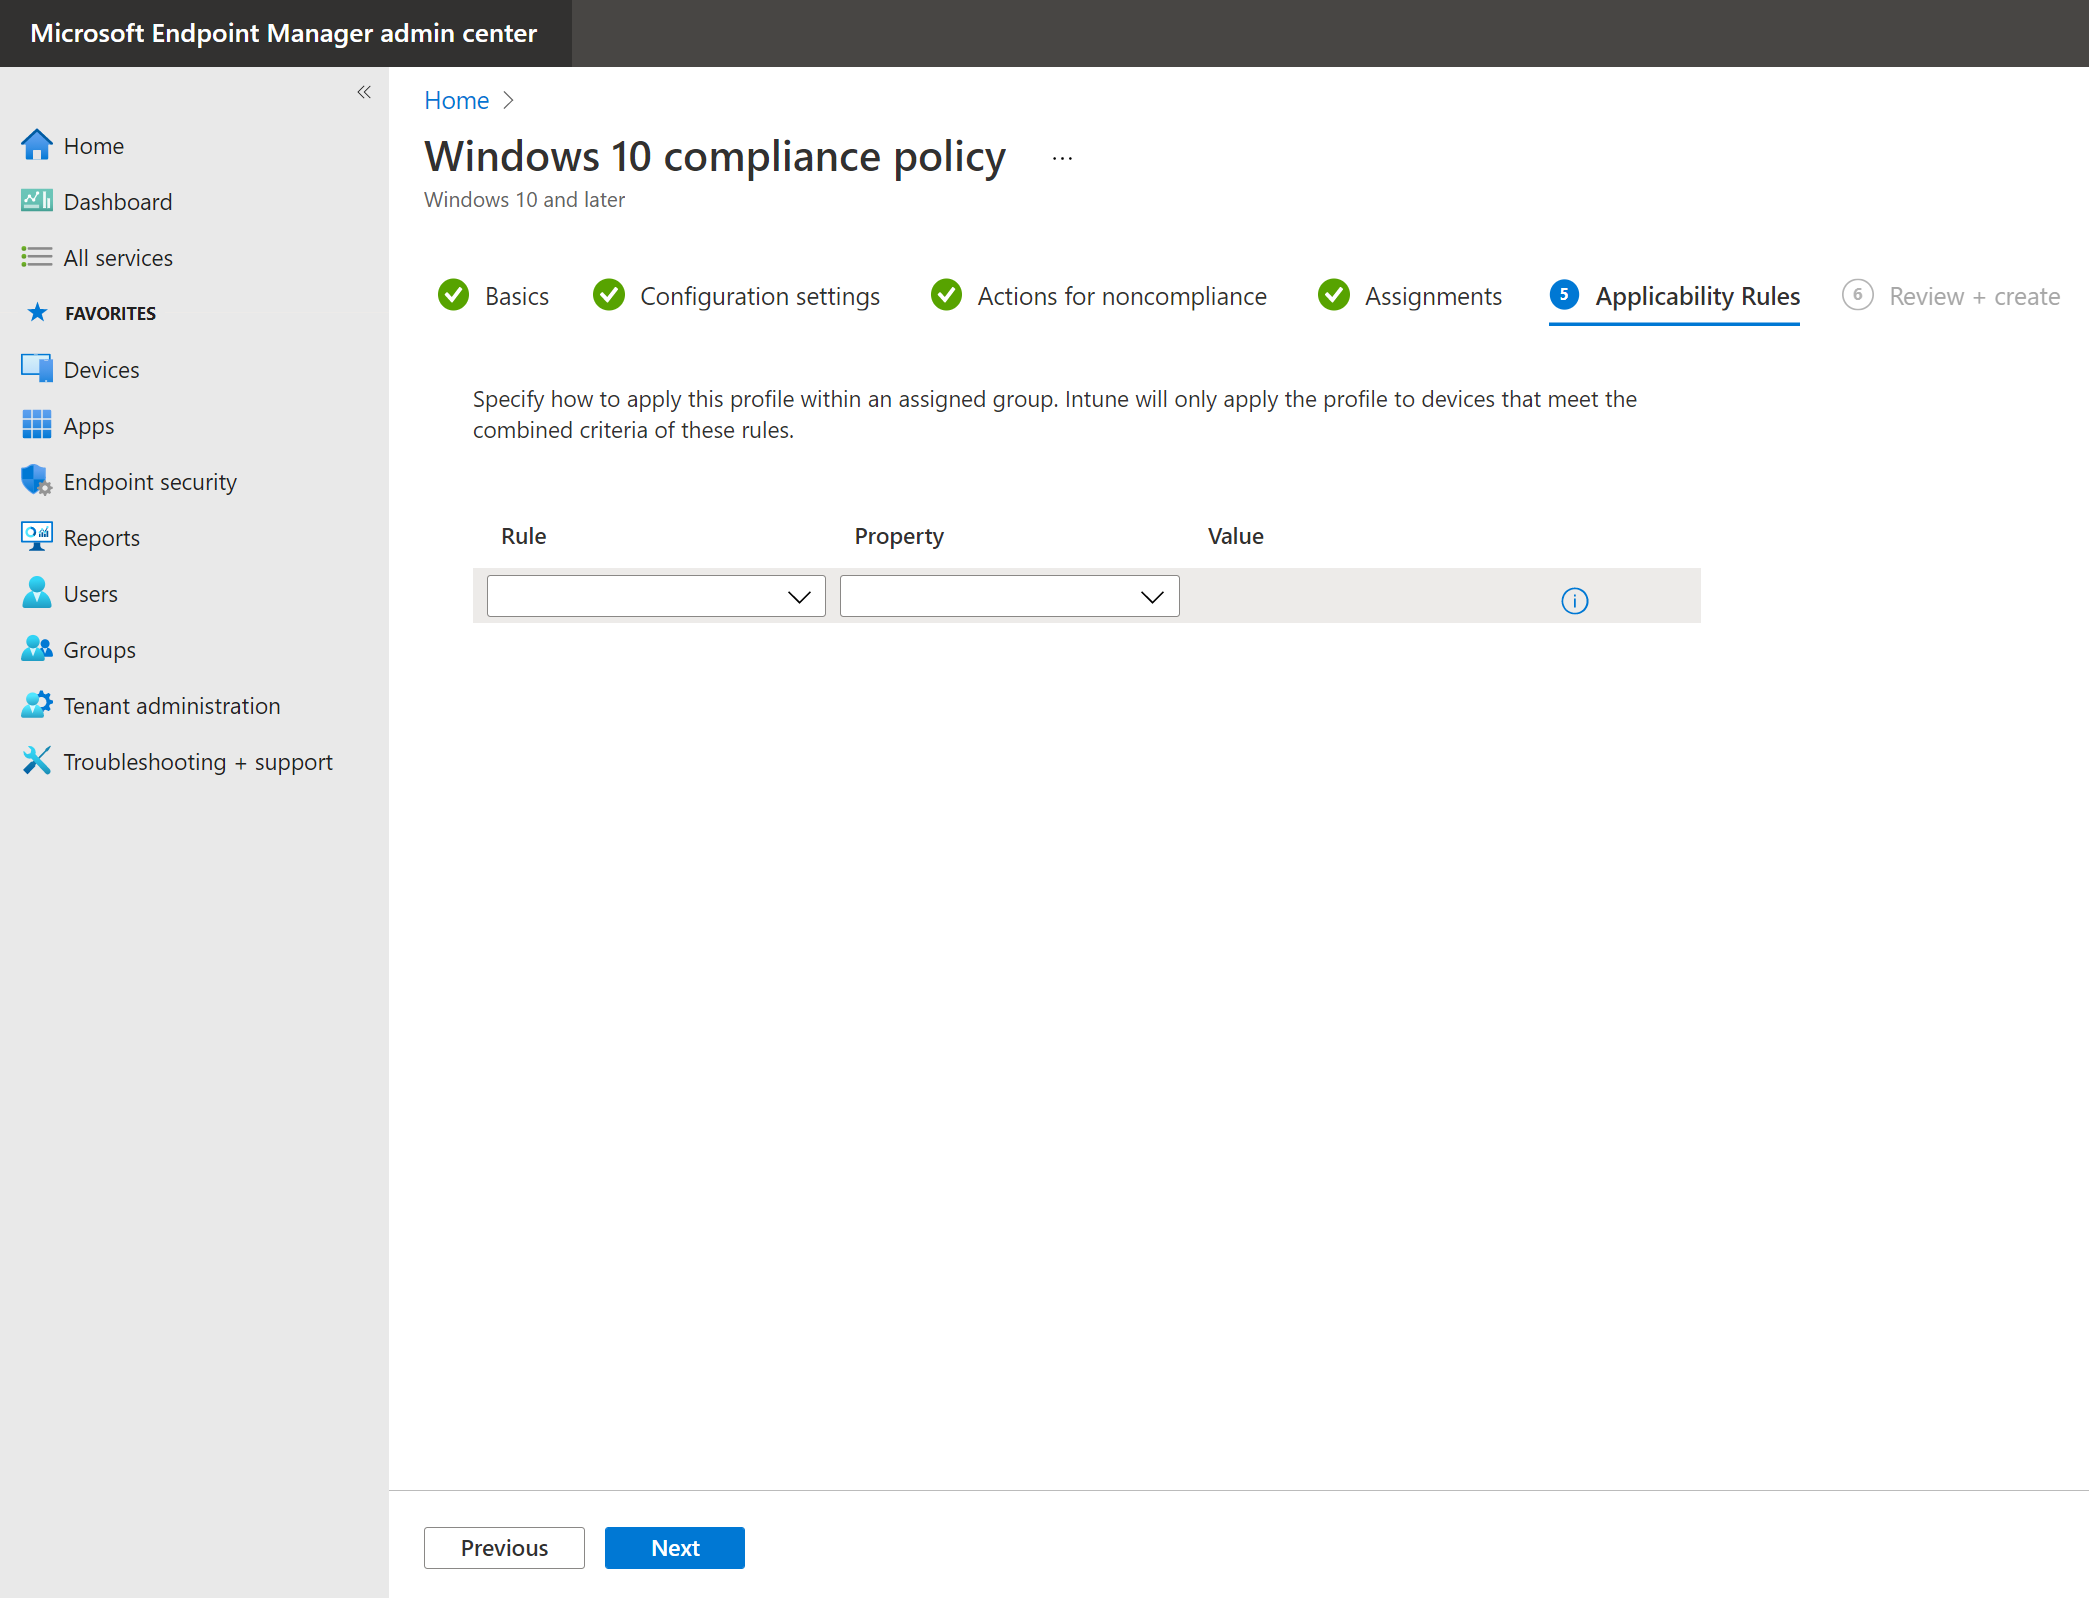 Microsoft Endpoint Manager admin center
«
Home
Dashboard
All services
FAVORITES
Devices
Apps
Endpoint security
Reports
Users
Groups
Tenant administration
Troubleshooting + support
Home >
Windows 10 compliance policy ...
Windows 10 and later
Basics Configuration settings Actions for noncompliance Assignments 5 Applicability Rules 6 Review + create
Specify how to apply this profile within an assigned group. Intune will only apply the profile to devices that meet the
combined criteria of these rules.
Rule Property Value
Previous Next